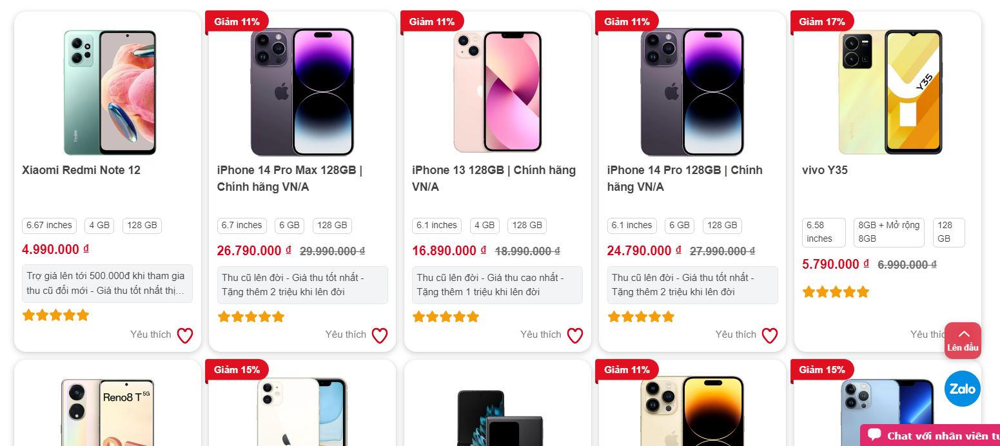 Redmi
Xiaomi Redmi Note 12
6.67 inches 4 GB 128 GB
4.990.000 ₫
Trợ giá lên tới 500.000đ khi tham gia
thu cũ đổi mới - Giá thu tốt nhất thị...
Yêu thích
Giảm 11%
iPhone 14 Pro Max 128GB |
Chính hãng VN/A
6.7 inches 6 GB 128 GB
26.790.000 ₫ 29.990.000 ₫
Thu cũ lên đời - Giá thu tốt nhất -
Tặng thêm 2 triệu khi lên đời
Yêu thích
Giảm 11%
iPhone 13 128GB | Chính hãng
VN/A
6.1 inches 4 GB 128 GB
16.890.000 ₫ 18.990.000 ₫
Thu cũ lên đời - Giá thu cao nhất -
Tặng thêm 1 triệu khi lên đời
Yêu thích
Giảm 11%
iPhone 14 Pro 128GB | Chính
hãng VN/A
6.1 inches 6 GB 128 GB
24.790.000 ₫ 27.990.000 ₫
Thu cũ lên đời - Giá thu tốt nhất -
Tặng thêm 2 triệu khi lên đời
Yêu thích
Giảm 17%
Y35
vivo
vivo Y35
6.58
inches
8GB + Mở rộng
8GB
128
GB
5.790.000 ₫ 6.990.000 ₫
Yêu thíc
Lên đầu
Reno8 T 5G
Giảm 15%
Giảm 11%
Giảm 15%
Zalo
Chat với nhân viên tư